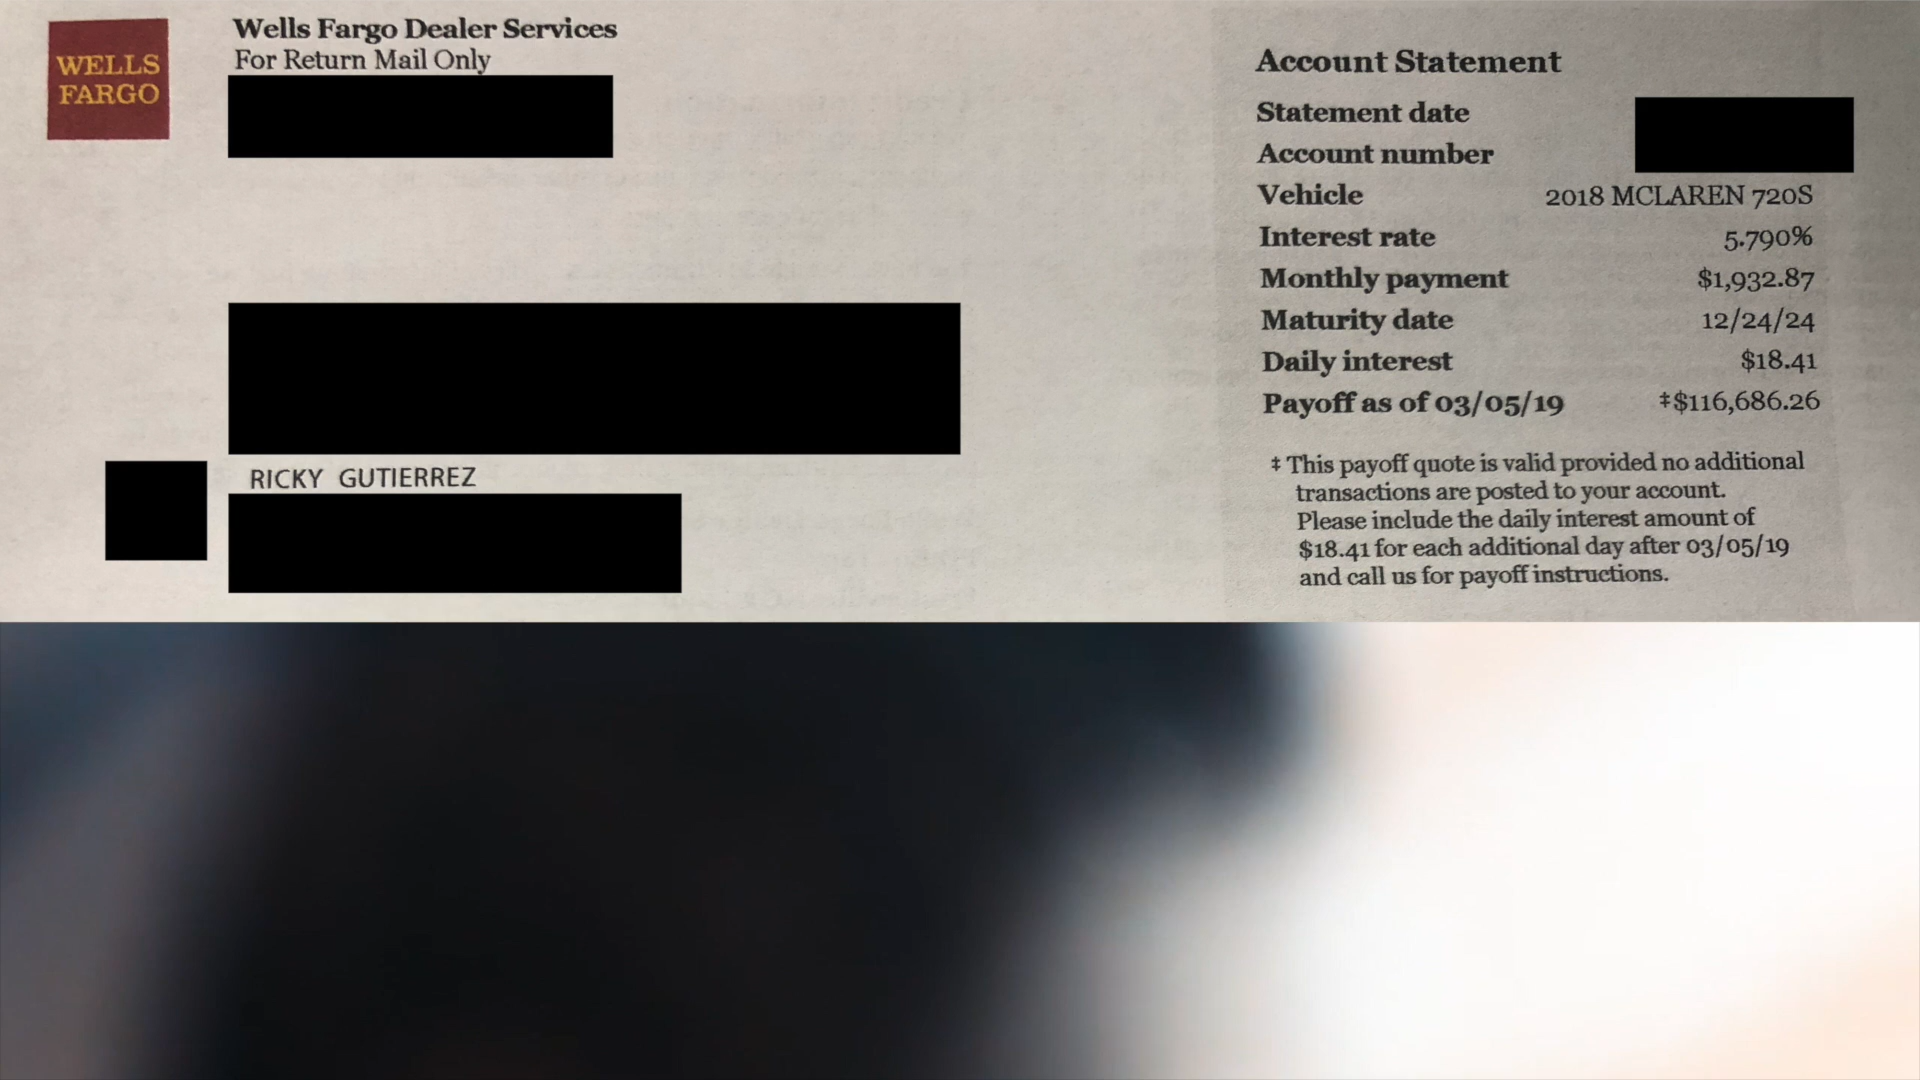 WELLS
FARGO
Wells Fargo Dealer Services
For Return Mail Only
RICKY GUTIERREZ
Account Statement
Statement date
Account number
Vehicle 2018 MCLAREN 720S
Interest rate 5.790%
Monthly payment $1,932.87
Maturity date 12/24/24
Daily interest $18.41
Payoff as of 03/05/19 ‡$116,686.26
‡ This payoff quote is valid provided no additional
transactions are posted to your account.
Please include the daily interest amount of
$18.41 for each additional day after 03/05/19
and call us for payoff instructions.